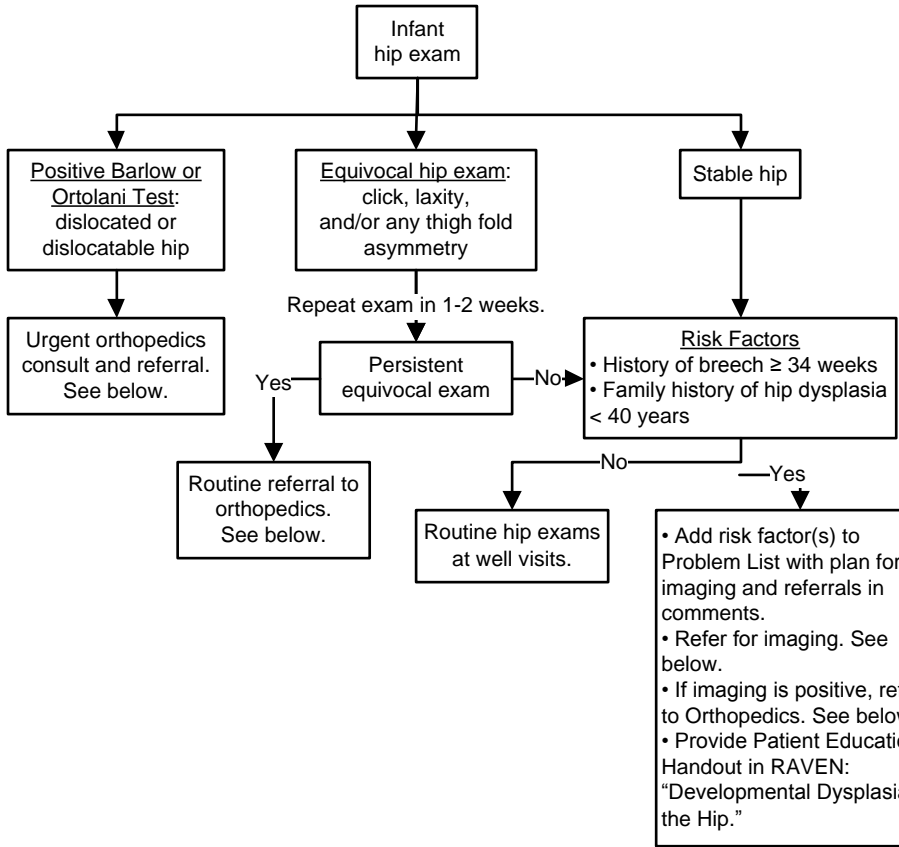 Infant
hip exam
Positive Barlow or
Ortolani Test:
dislocated or
dislocatable hip
Equivocal hip exam:
click, laxity,
and/or any thigh fold
asymmetry
Stable hip
Repeat exam in 1-2 weeks.
Urgent orthopedics
consult and referral.
See below.
Persistent
equivocal exam
Yes
No
Risk Factors
• History of breech ≥ 34 weeks
• Family history of hip dysplasia
< 40 years
Routine referral to
orthopedics.
See below.
No
Yes
Routine hip exams
at well visits.
• Add risk factor(s) to
Problem List with plan for
imaging and referrals in
comments.
• Refer for imaging. See
below.
• If imaging is positive,
to Orthopedics. See
• Provide Patient
Handout in RAVEN:
“Developmental
the Hip.”